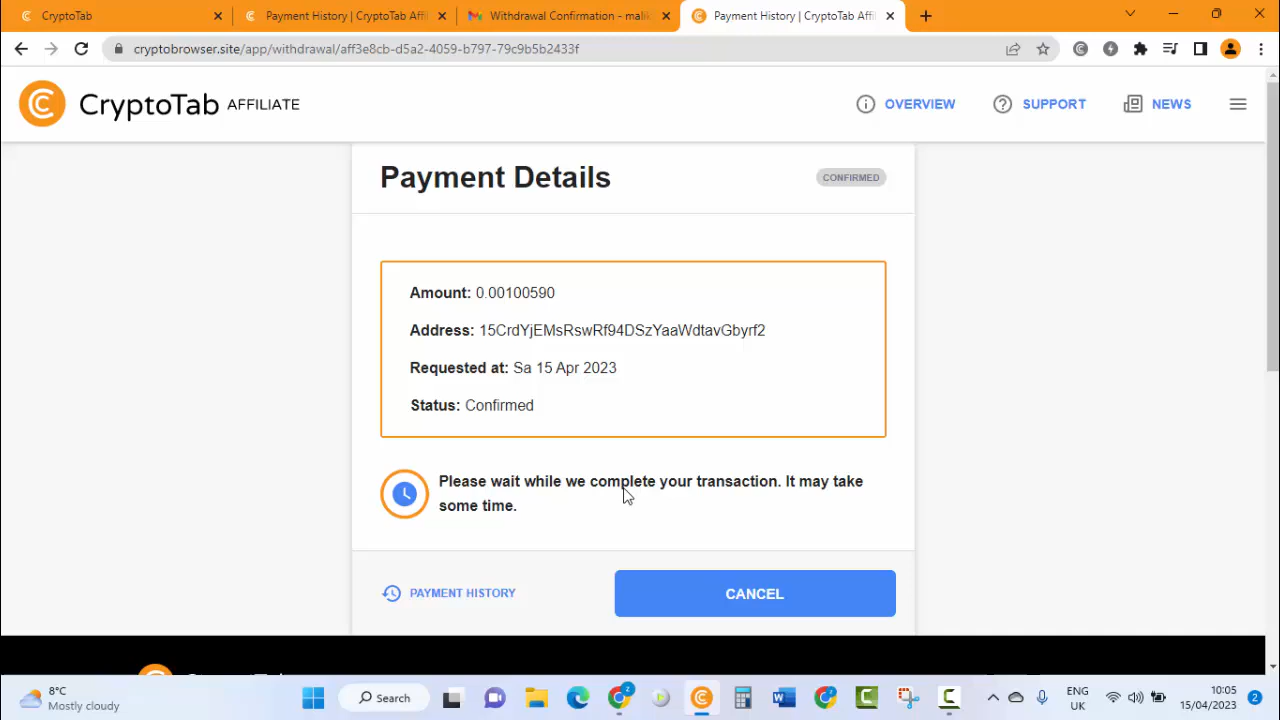 CryptoTab
Payment History | CryptoTab Affili
Withdrawal Confirmation - malik
Payment History | CryptoTab Affi
cryptobrowser.site/app/withdrawal/aff3e8cb-d5a2-4059-b797-79c9b5b2433f
CryptoTab AFFILIATE
OVERVIEW
SUPPORT
NEWS
Payment Details
CONFIRMED
Amount: 0.00100590
Address: 15CrdYjEMsRswRf94DSzYaaWdtavGbyrf2
Requested at: Sa 15 Apr 2023
Status: Confirmed
Please wait while we complete your transaction. It may take
some time.
PAYMENT HISTORY
CANCEL
8°C
Mostly cloudy
Search
ENG
UK
10:05
15/04/2023
2